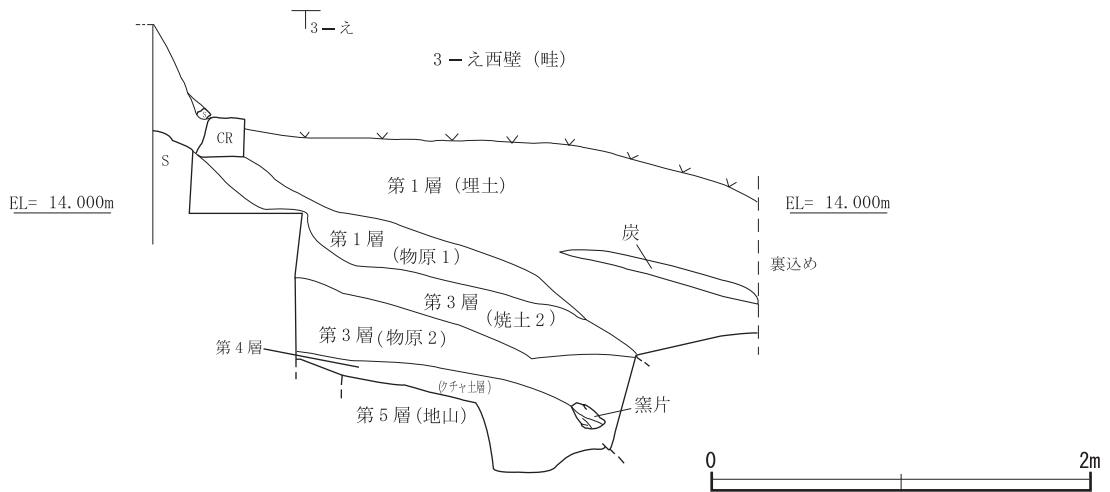 3ーえ
3ーえ西壁（畦）
S
CR
S
第1層（埋土）
EL= 14.000m
EL= 14.000m
炭
第1層
（物原1）
裏込め
第3層
（焼土2）
第3層（物原2）
第4層
（クチャ土層）
窯片
第5層（地山）
0
2m